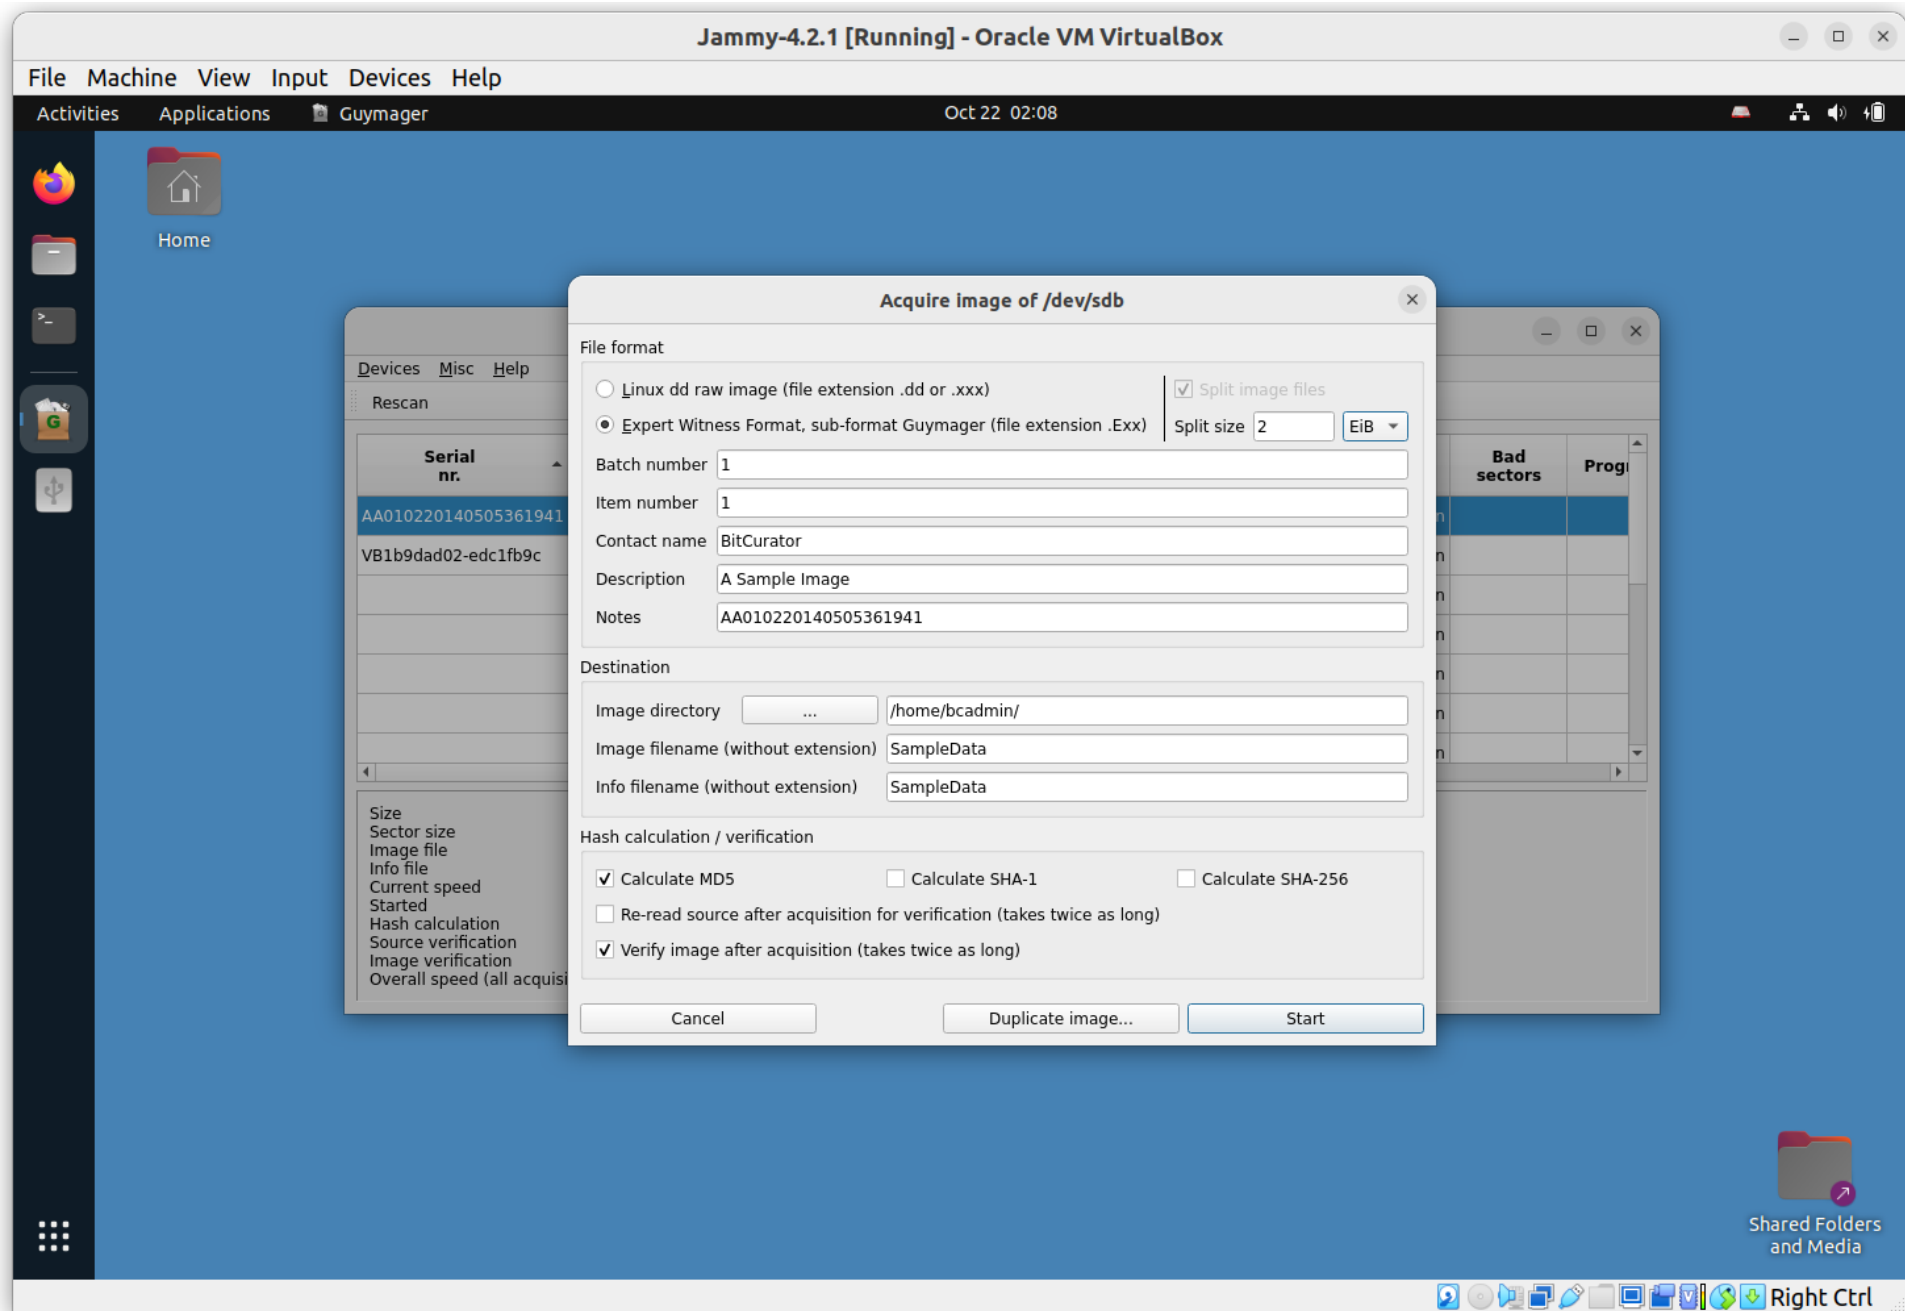 Jammy-4.2.1 [Running] - Oracle VM VirtualBox
File Machine View Input Devices Help
Activities Applications Guymager Oct 22 02:08
Home
Acquire image of /dev/sdb
Devices Misc Help
Rescan
Serial nr.
Bad sectors
AA010220140505361941
VB1b9dad02-edc1fb9c
Size
Sector size
Image file
Info file
Current speed
Started
Hash calculation
Source verification
Image verification
Overall speed (all acquisi
File format
Linux dd raw image (file extension .dd or .xxx)
Split image files
Expert Witness Format, sub-format Guymager (file extension .Exx)
Split size 2 EiB
Batch number 1
Item number 1
Contact name BitCurator
Description A Sample Image
Notes AA010220140505361941
Destination
Image directory ... /home/bcadmin/
Image filename (without extension) SampleData
Info filename (without extension) SampleData
Hash calculation / verification
Calculate MD5 Calculate SHA-1 Calculate SHA-256
Re-read source after acquisition for verification (takes twice as long)
Verify image after acquisition (takes twice as long)
Cancel Duplicate image... Start
Shared Folders
and Media
Right Ctrl